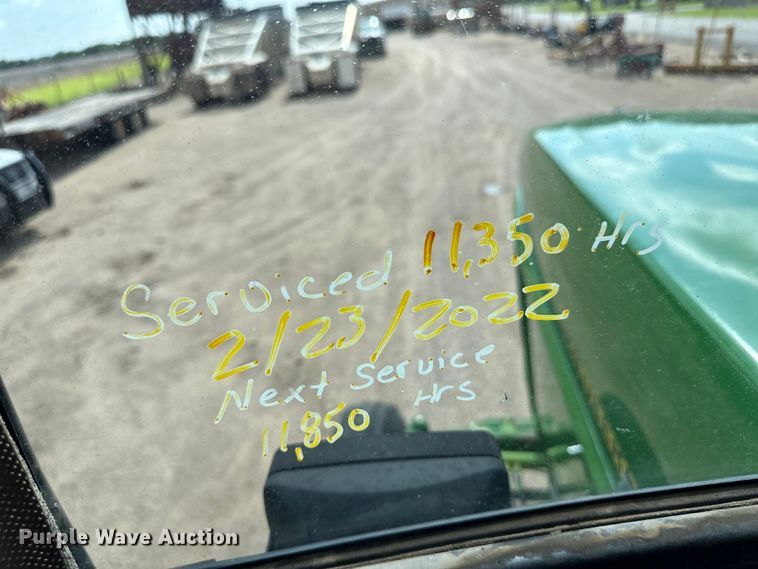 Serviced 11,350 Hrs
2/23/2022
Next Service
11,850 Hrs
Purple Wave Auction